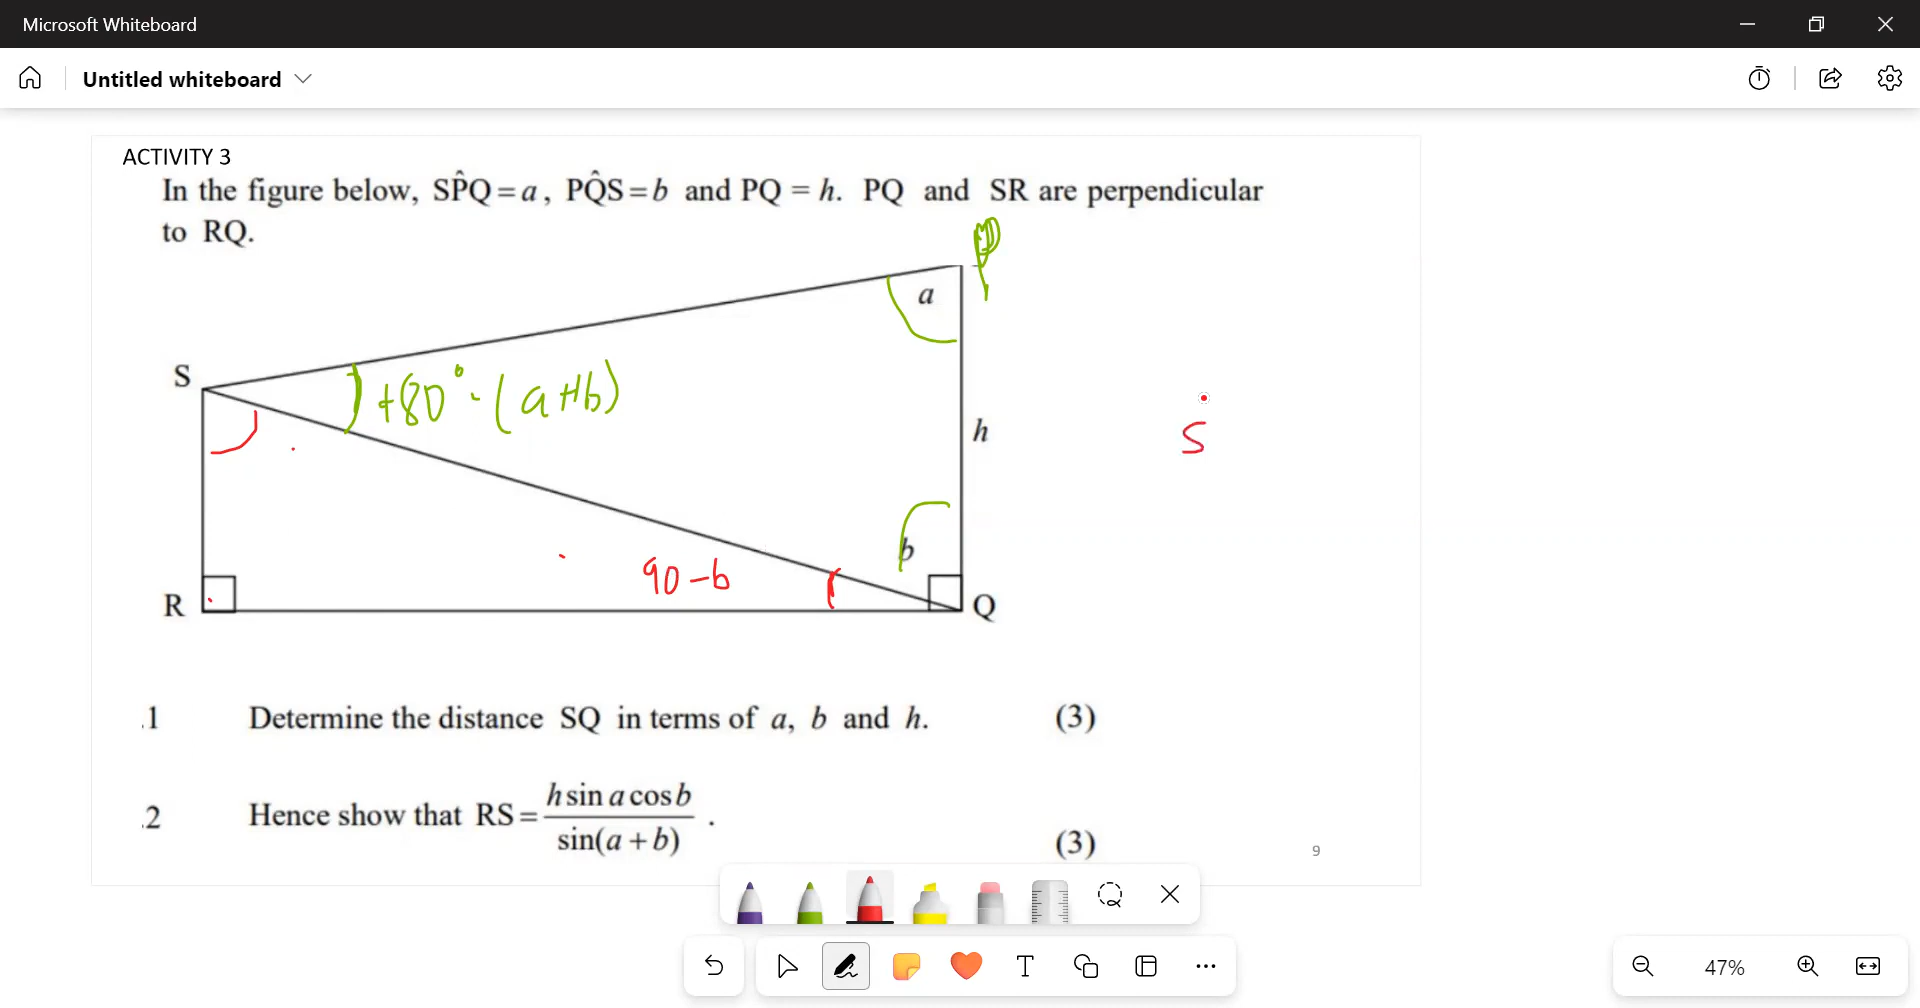 Microsoft Whiteboard
Untitled whiteboard
ACTIVITY 3
In the figure below, SP̂Q = a , PQ̂S = b and PQ = h. PQ and SR are perpendicular
to RQ.
P
a
S
+80° - (a+b)
h
S
b
90-b
R
Q
.1 Determine the distance SQ in terms of a, b and h. (3)
.2 Hence show that RS = h sin a cos b / sin(a + b) . (3)
9
47%